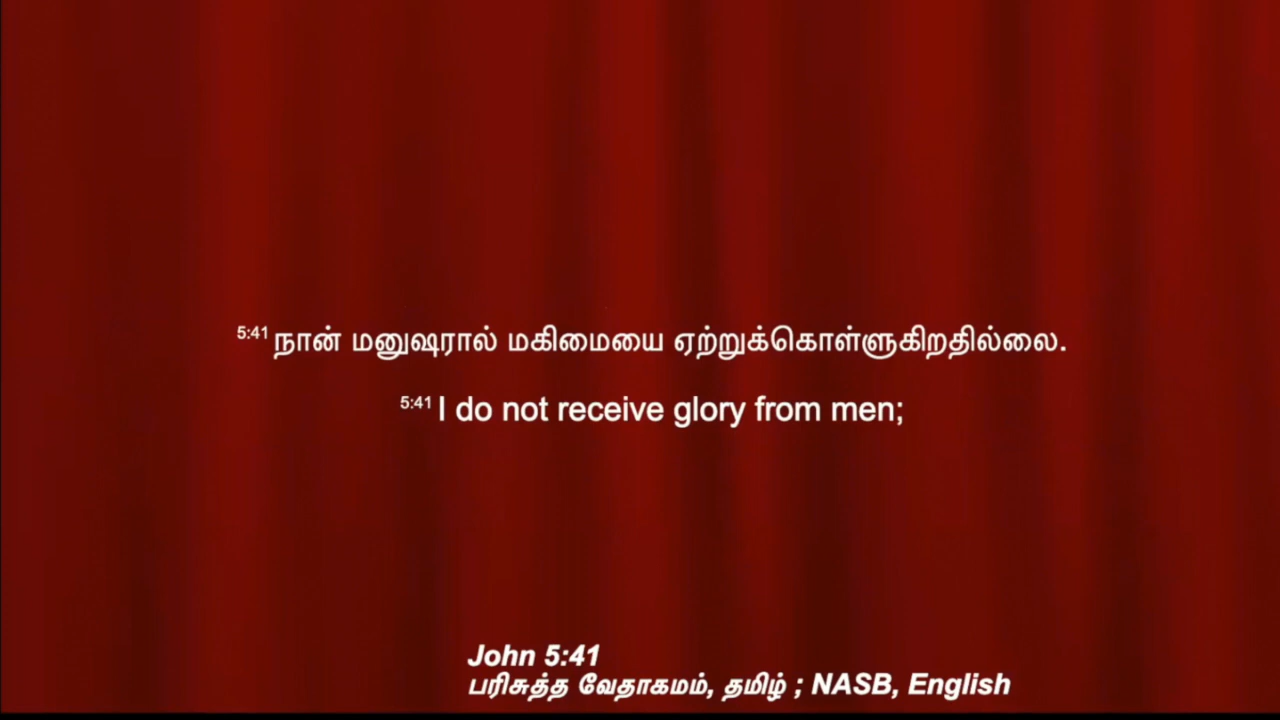 5:41 நான் மனுஷரால் மகிமையை ஏற்றுக்கொள்ளுகிறதில்லை.
5:41 I do not receive glory from men;
John 5:41
பரிசுத்த வேதாகமம், தமிழ் ; NASB, English